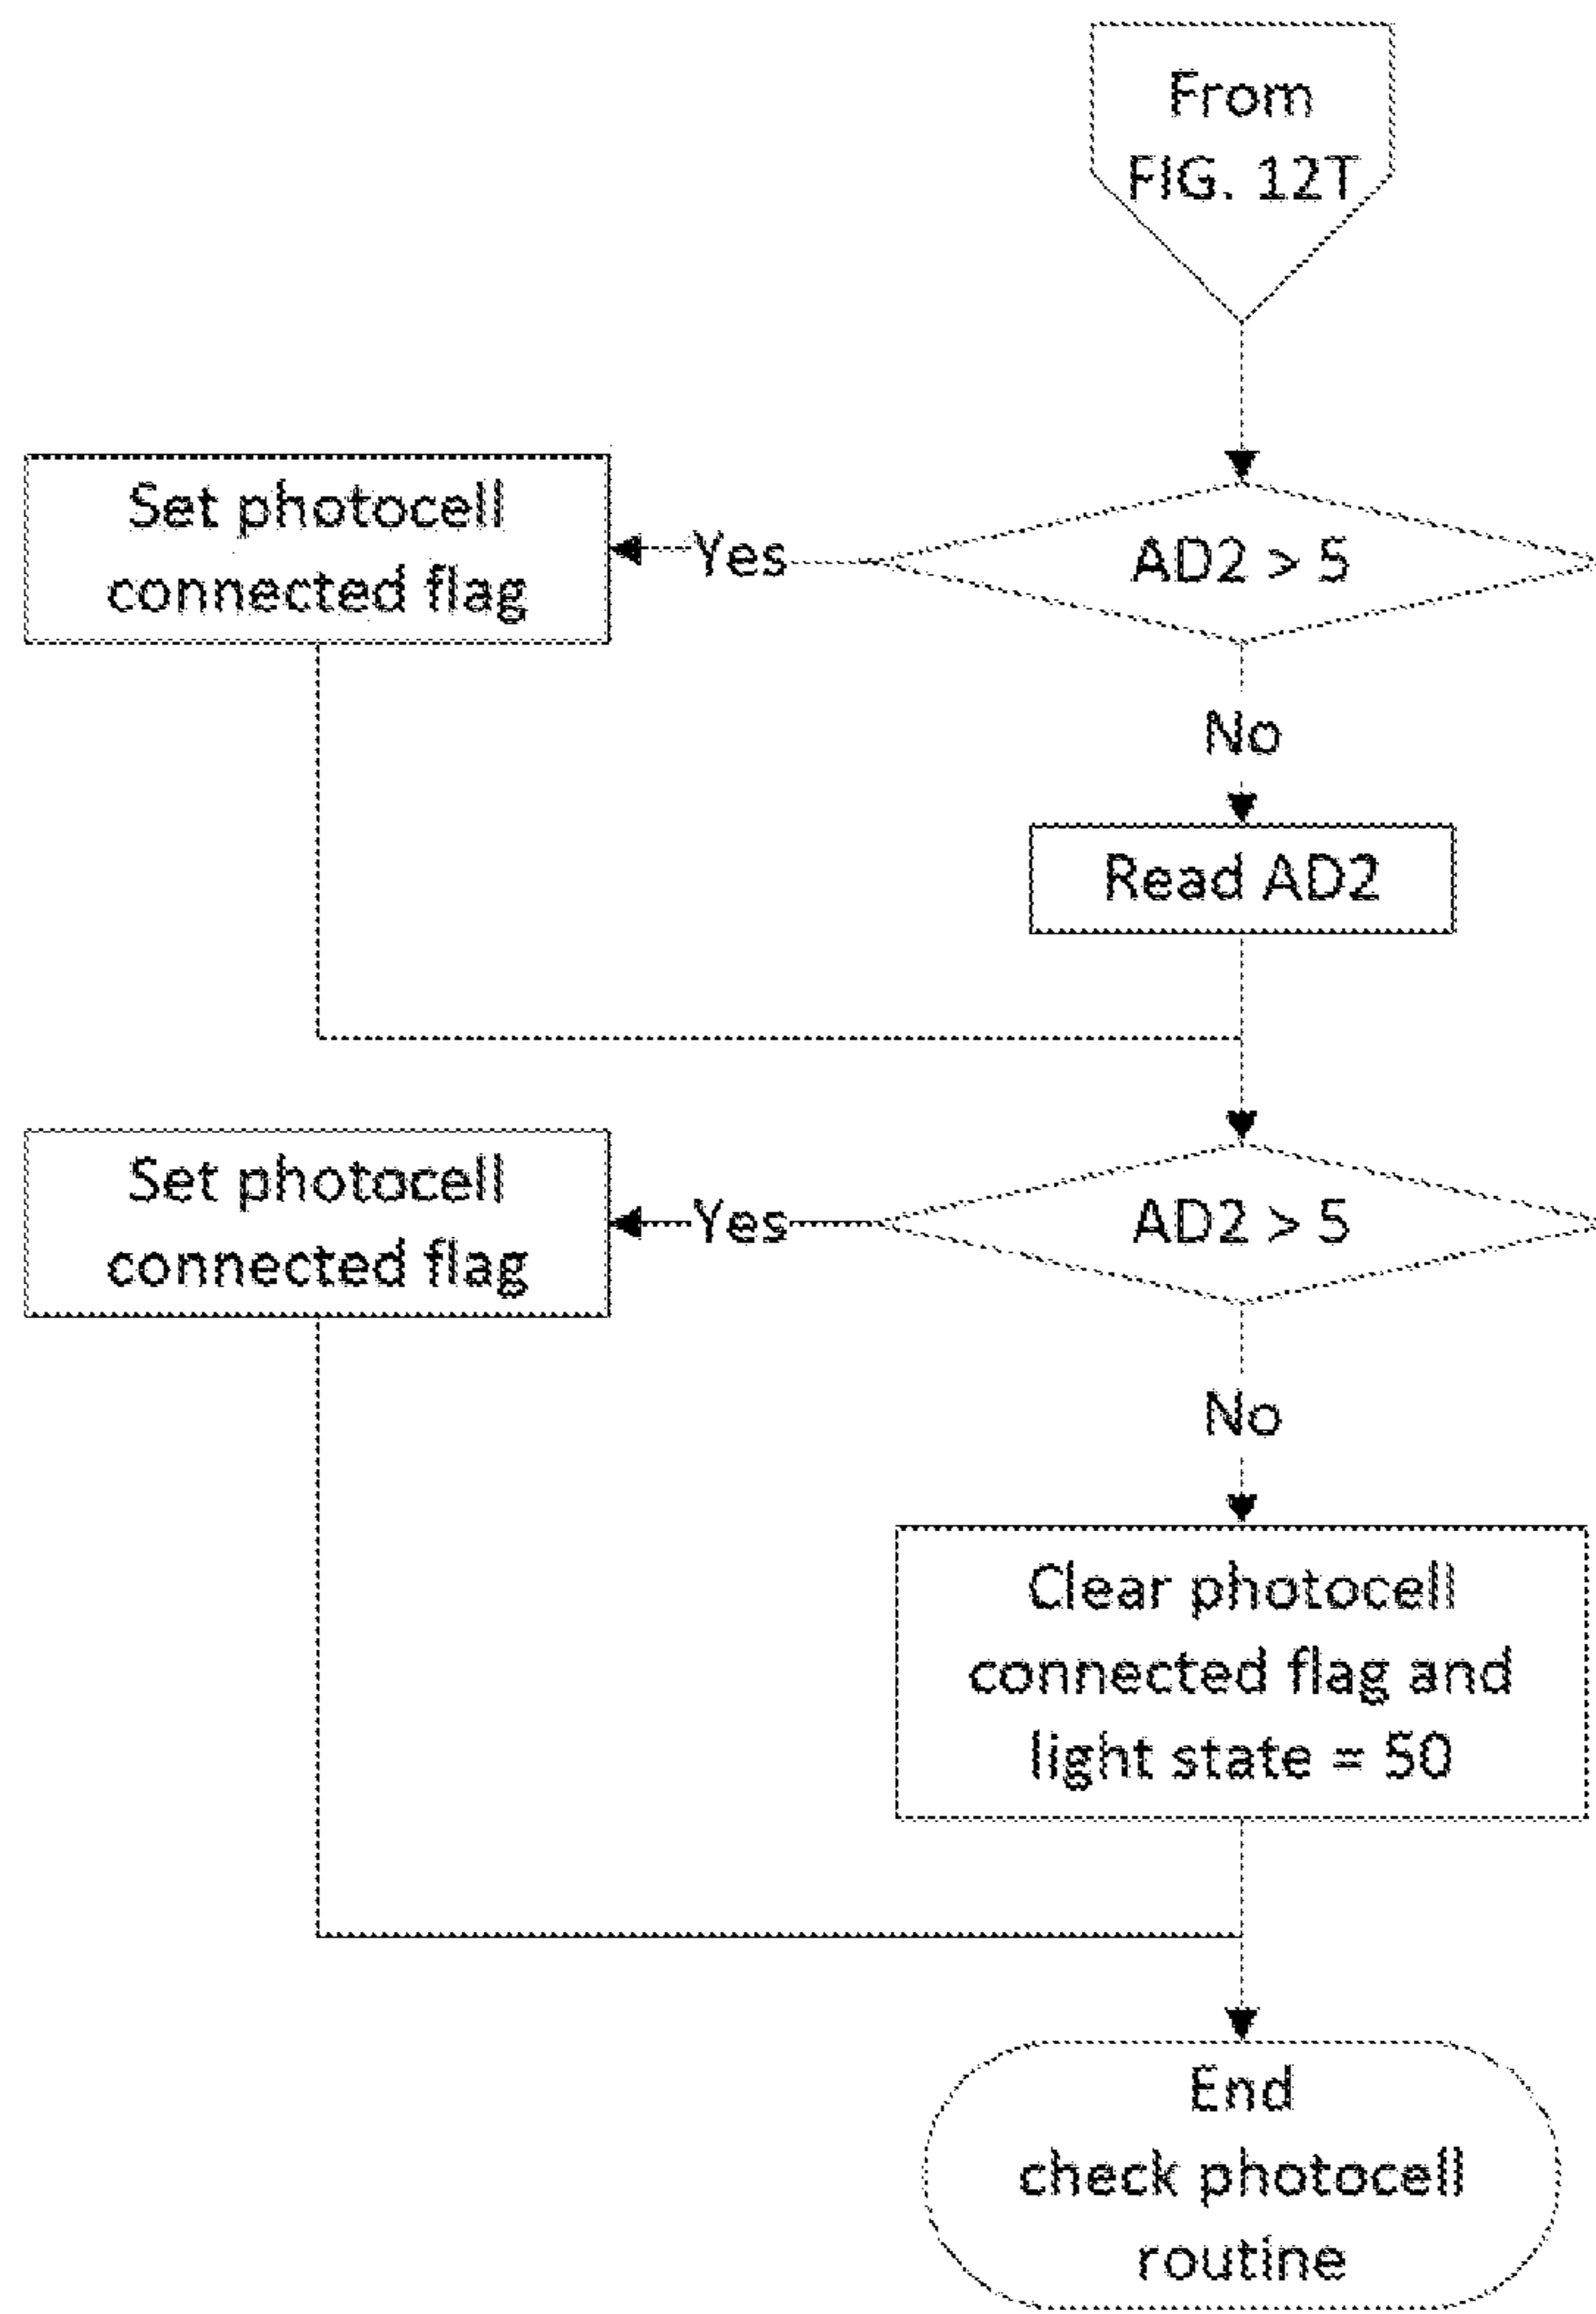 From
FIG. 12T
Set photocell
connected flag
Yes
AD2 > 5
No
Read AD2
Set photocell
connected flag
Yes
AD2 > 5
No
Clear photocell
connected flag and
light state = 50
End
check photocell
routine